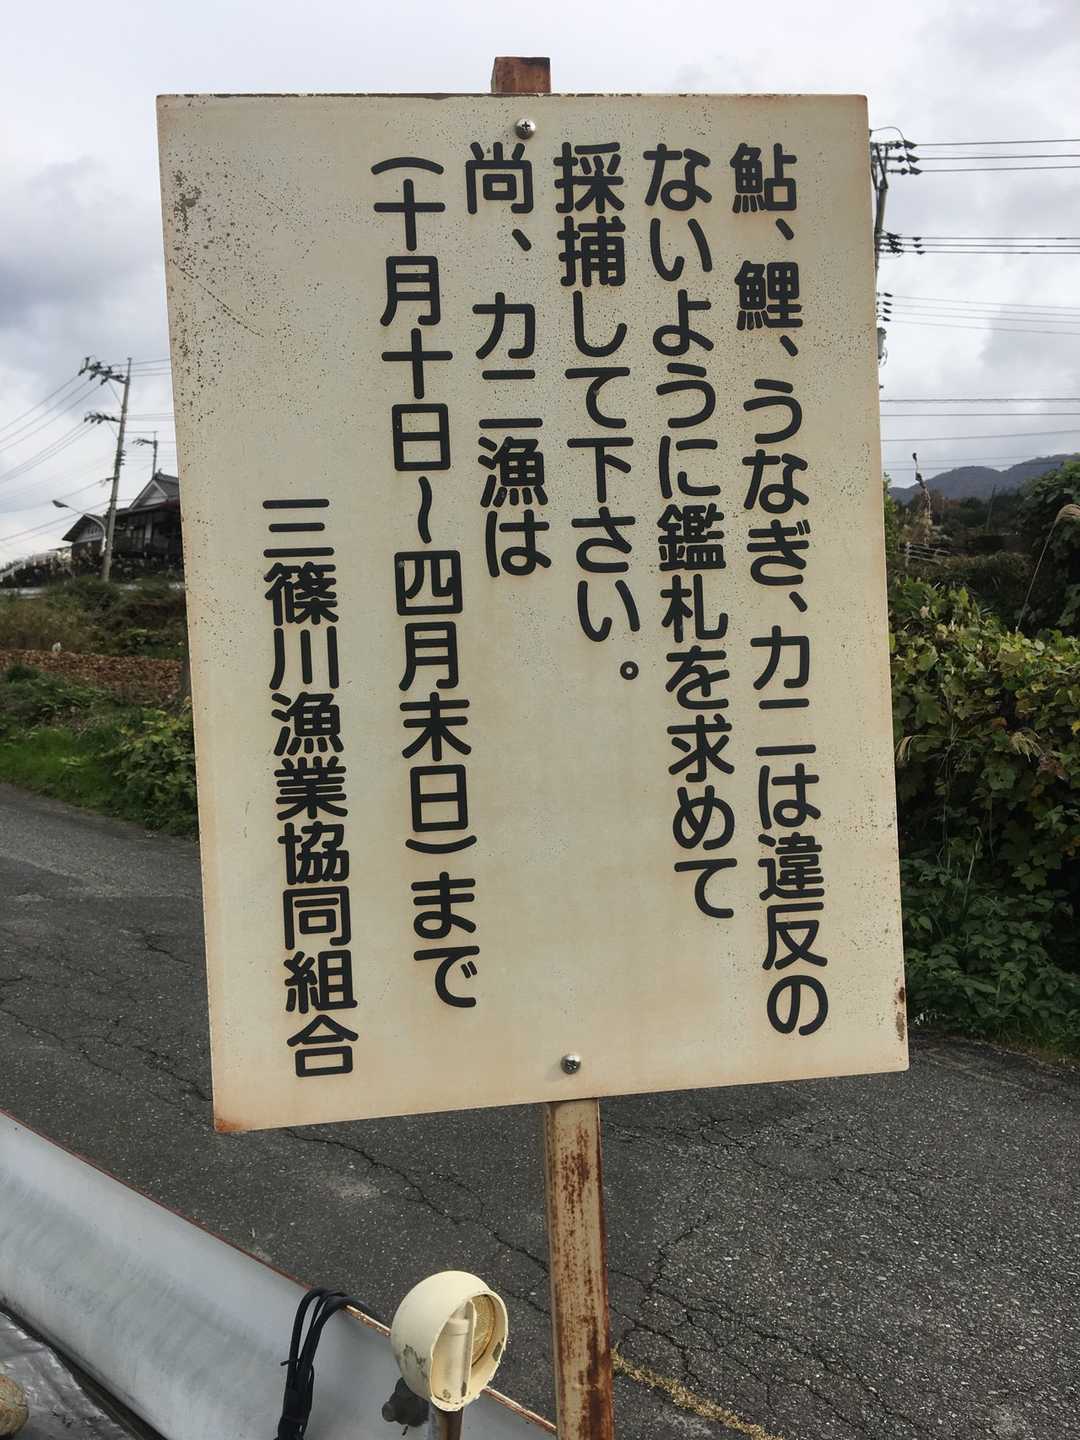 鮎、鯉、うなぎ、カニは違反の
ないように鑑札を求めて
採捕して下さい。
尚、カニ漁は
(十月十日～四月末日)まで
三篠川漁業協同組合